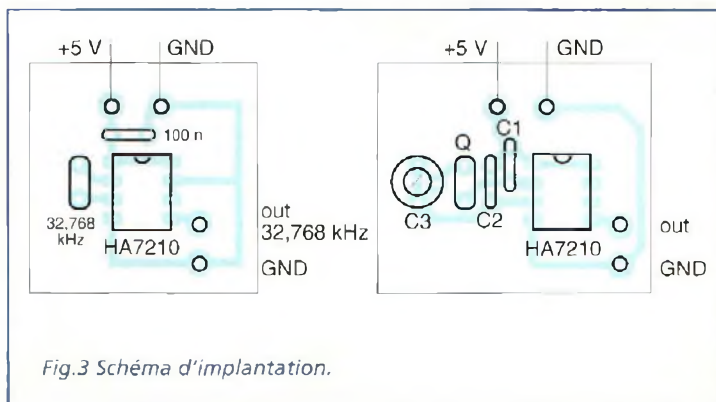 +5 V GND
100 n
32,768
kHz
HA7210
out
32,768 kHz
GND
+5 V GND
C1
Q
C3
C2
HA7210
out
GND
Fig.3 Schéma d'implantation.